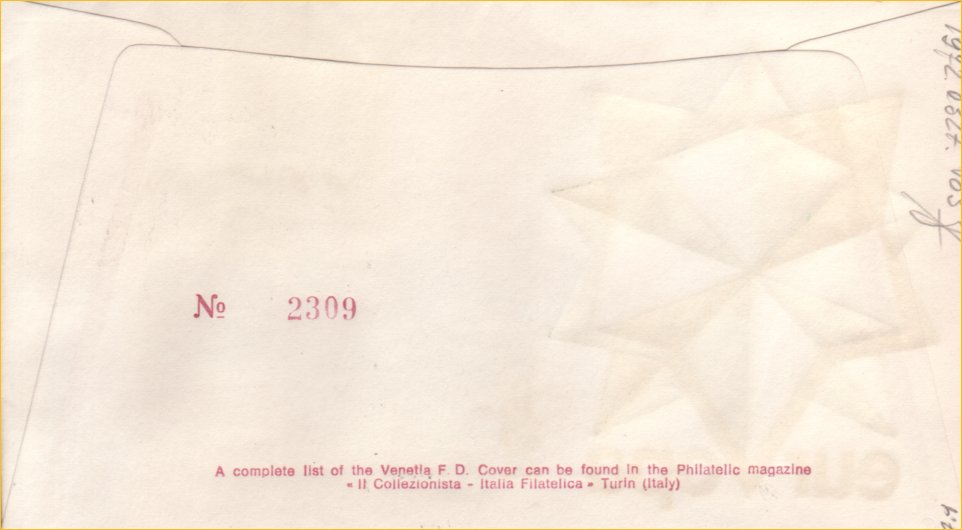 № 2309
A complete list of the Venetia F. D. Cover can be found in the Philatelic magazine
« Il Collezionista - Italia Filatelica » Turin (Italy)
1972